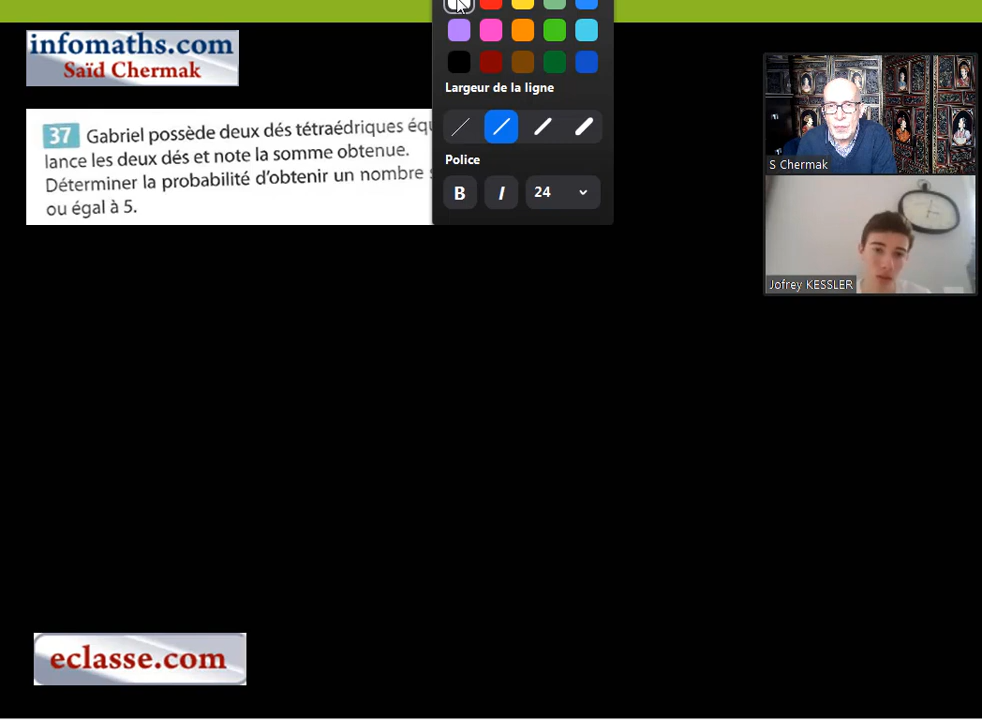 infomaths.com
Saïd Chermak
37 Gabriel possède deux dés tétraédriques
lance les deux dés et note la somme obtenue.
Déterminer la probabilité d'obtenir un nombre
ou égal à 5.
Largeur de la ligne
Police
B I 24
S Chermak
Jofrey KESSLER
eclasse.com